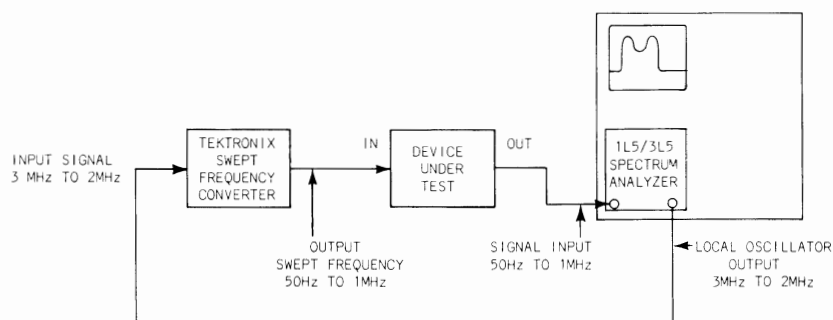 INPUT SIGNAL
3 MHz TO 2MHz
TEKTRONIX
SWEPT
FREQUENCY
CONVERTER
OUTPUT
SWEPT FREQUENCY
50Hz TO 1MHz
IN
DEVICE
UNDER
TEST
OUT
SIGNAL INPUT
50Hz TO 1MHz
1L5/3L5
SPECTRUM
ANALYZER
LOCAL OSCILLATOR
OUTPUT
3MHz TO 2MHz